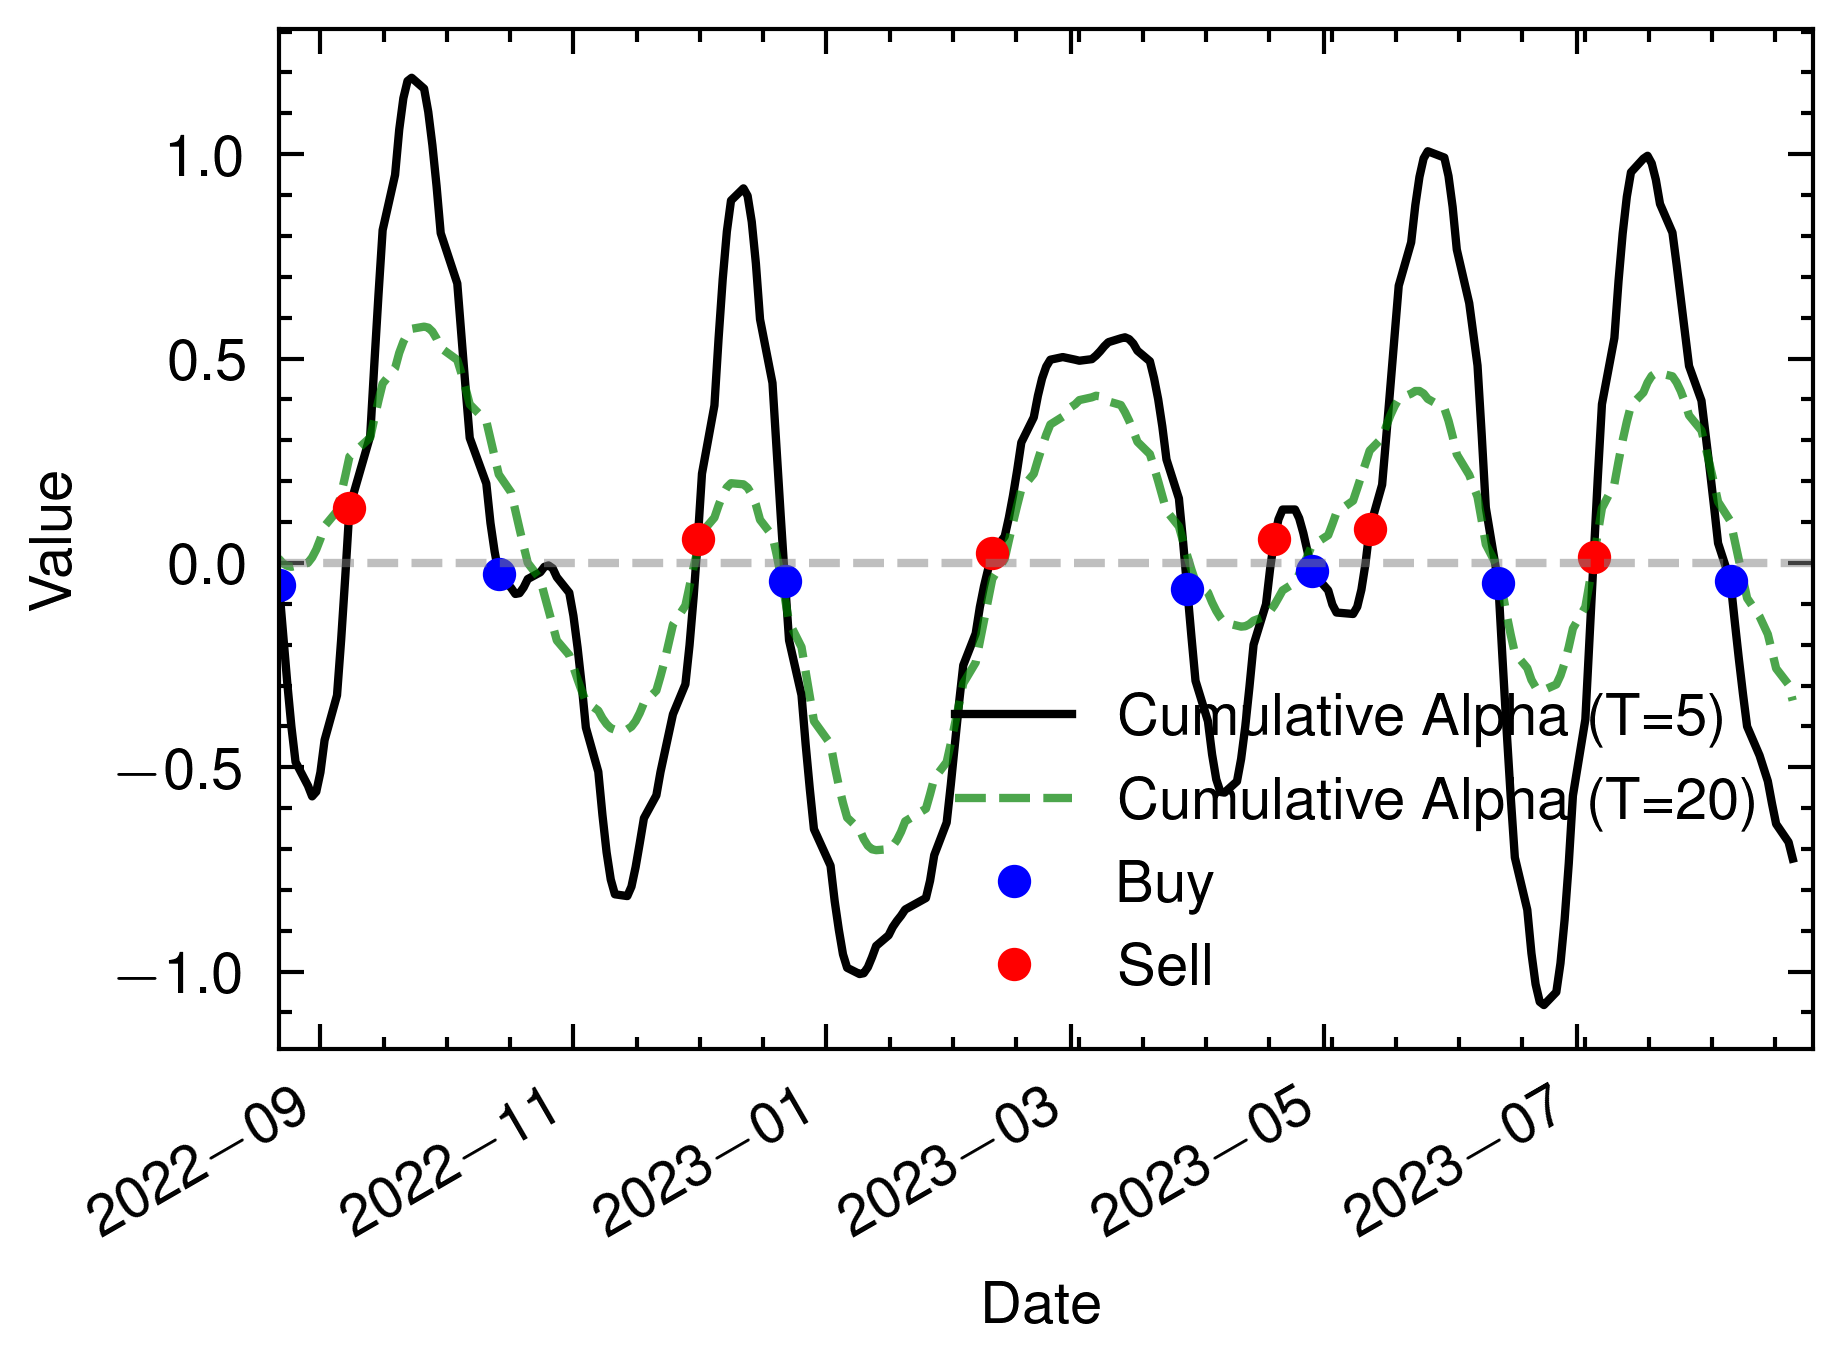 1.0
0.5
0.0
−0.5
−1.0
Value
Cumulative Alpha (T=5)
Cumulative Alpha (T=20)
Buy
Sell
2022−09
2022−11
2023−01
2023−03
2023−05
2023−07
Date